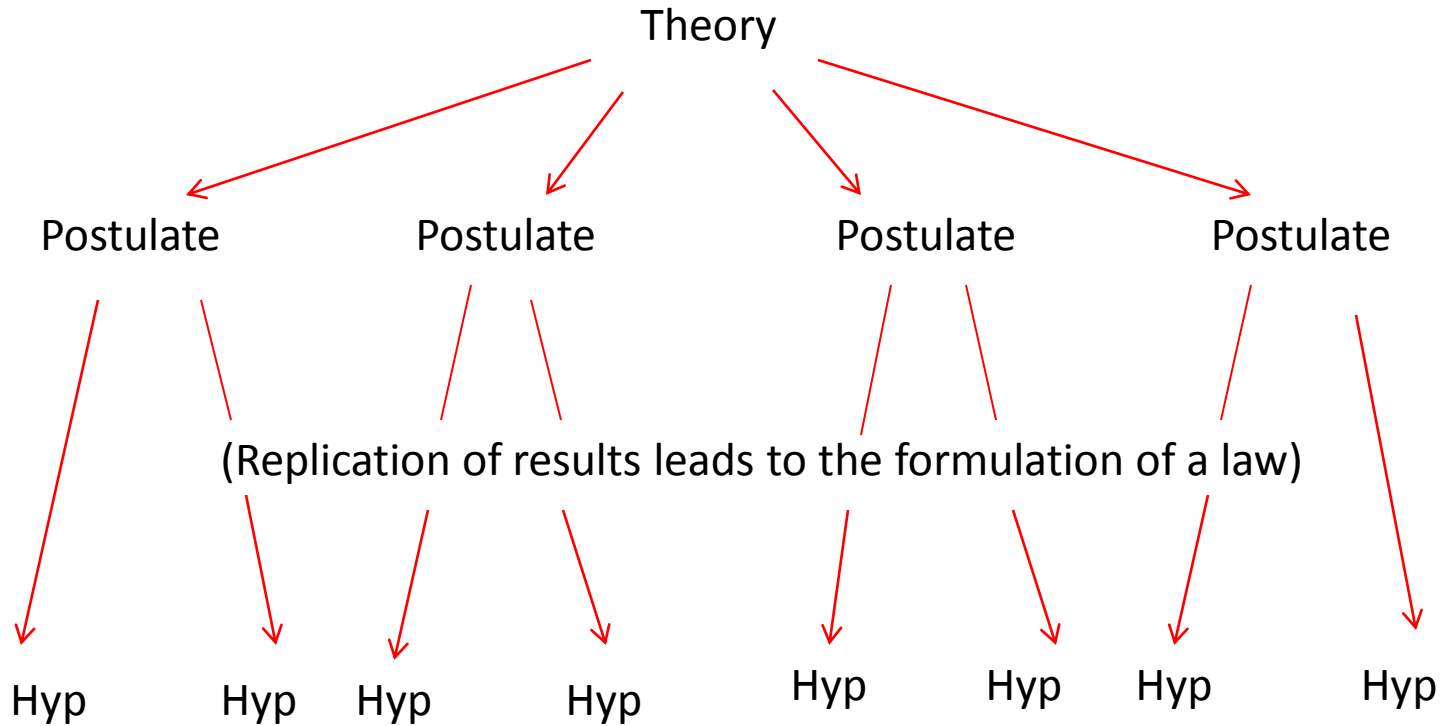 Theory
Postulate Postulate Postulate Postulate
(Replication of results leads to the formulation of a law)
Hyp Hyp Hyp Hyp Hyp Hyp Hyp Hyp